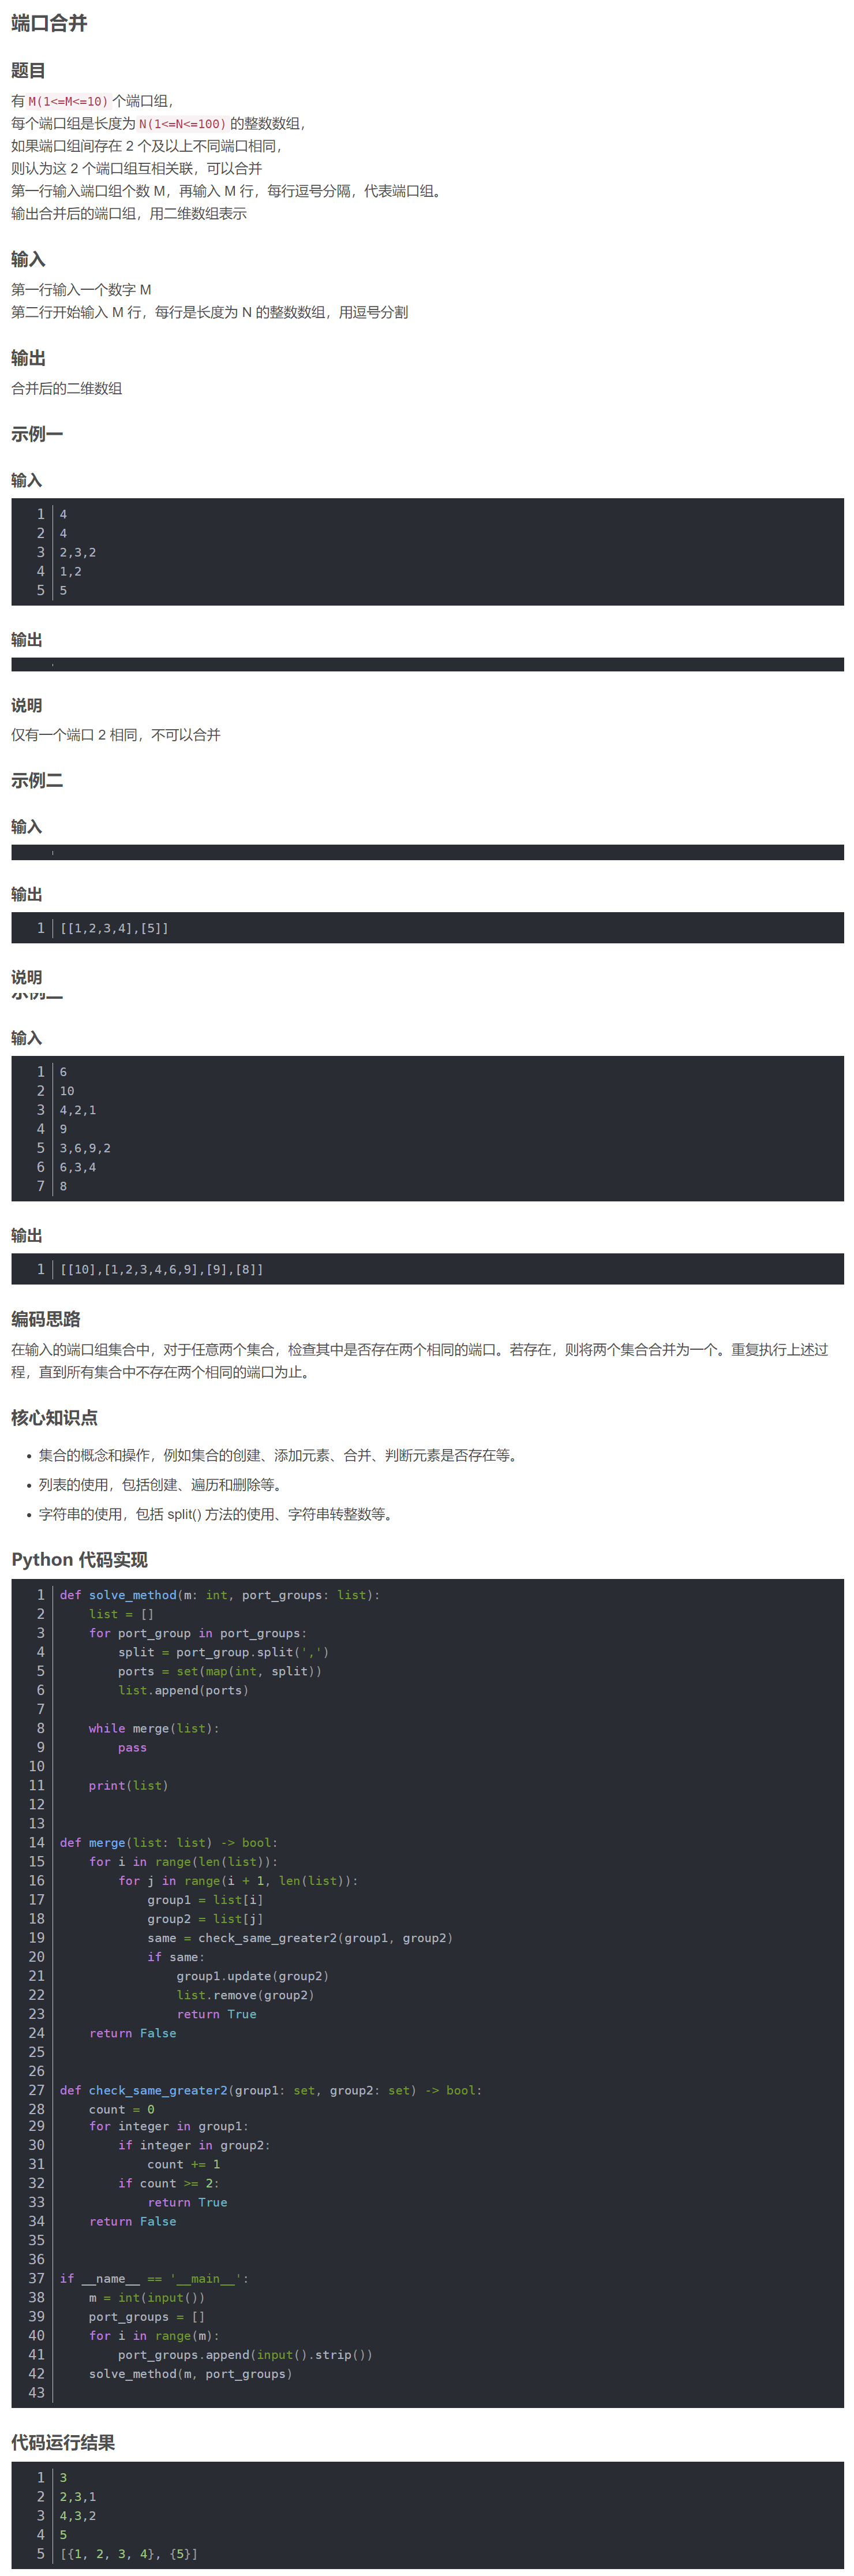 端口合并
题目
有 M(1<=M<=10) 个端口组，
每个端口组是长度为 N(1<=N<=100) 的整数数组，
如果端口组间存在 2 个及以上不同端口相同，
则认为这 2 个端口组互相关联，可以合并
第一行输入端口组个数 M，再输入 M 行，每行逗号分隔，代表端口组。
输出合并后的端口组，用二维数组表示
输入
第一行输入一个数字 M
第二行开始输入 M 行，每行是长度为 N 的整数数组，用逗号分割
输出
合并后的二维数组
示例一
输入
1 4
2 4
3 2,3,2
4 1,2
5 5
输出
说明
仅有一个端口 2 相同，不可以合并
示例二
输入
输出
1 [[1,2,3,4],[5]]
说明
输入
1 6
2 10
3 4,2,1
4 9
5 3,6,9,2
6 6,3,4
7 8
输出
1 [[10],[1,2,3,4,6,9],[9],[8]]
编码思路
在输入的端口组集合中，对于任意两个集合，检查其中是否存在两个相同的端口。若存在，则将两个集合合并为一个。重复执行上述过
程，直到所有集合中不存在两个相同的端口为止。
核心知识点
• 集合的概念和操作，例如集合的创建、添加元素、合并、判断元素是否存在等。
• 列表的使用，包括创建、遍历和删除等。
• 字符串的使用，包括 split() 方法的使用、字符串转整数等。
Python 代码实现
1 def solve_method(m: int, port_groups: list):
2     list = []
3     for port_group in port_groups:
4         split = port_group.split(',')
5         ports = set(map(int, split))
6         list.append(ports)
7
8     while merge(list):
9         pass
10
11     print(list)
12
13
14 def merge(list: list) -> bool:
15     for i in range(len(list)):
16         for j in range(i + 1, len(list)):
17             group1 = list[i]
18             group2 = list[j]
19             same = check_same_greater2(group1, group2)
20             if same:
21                 group1.update(group2)
22                 list.remove(group2)
23                 return True
24     return False
25
26
27 def check_same_greater2(group1: set, group2: set) -> bool:
28     count = 0
29     for integer in group1:
30         if integer in group2:
31             count += 1
32         if count >= 2:
33             return True
34     return False
35
36
37 if __name__ == '__main__':
38     m = int(input())
39     port_groups = []
40     for i in range(m):
41         port_groups.append(input().strip())
42     solve_method(m, port_groups)
43
代码运行结果
1 3
2 2,3,1
3 4,3,2
4 5
5 [{1, 2, 3, 4}, {5}]